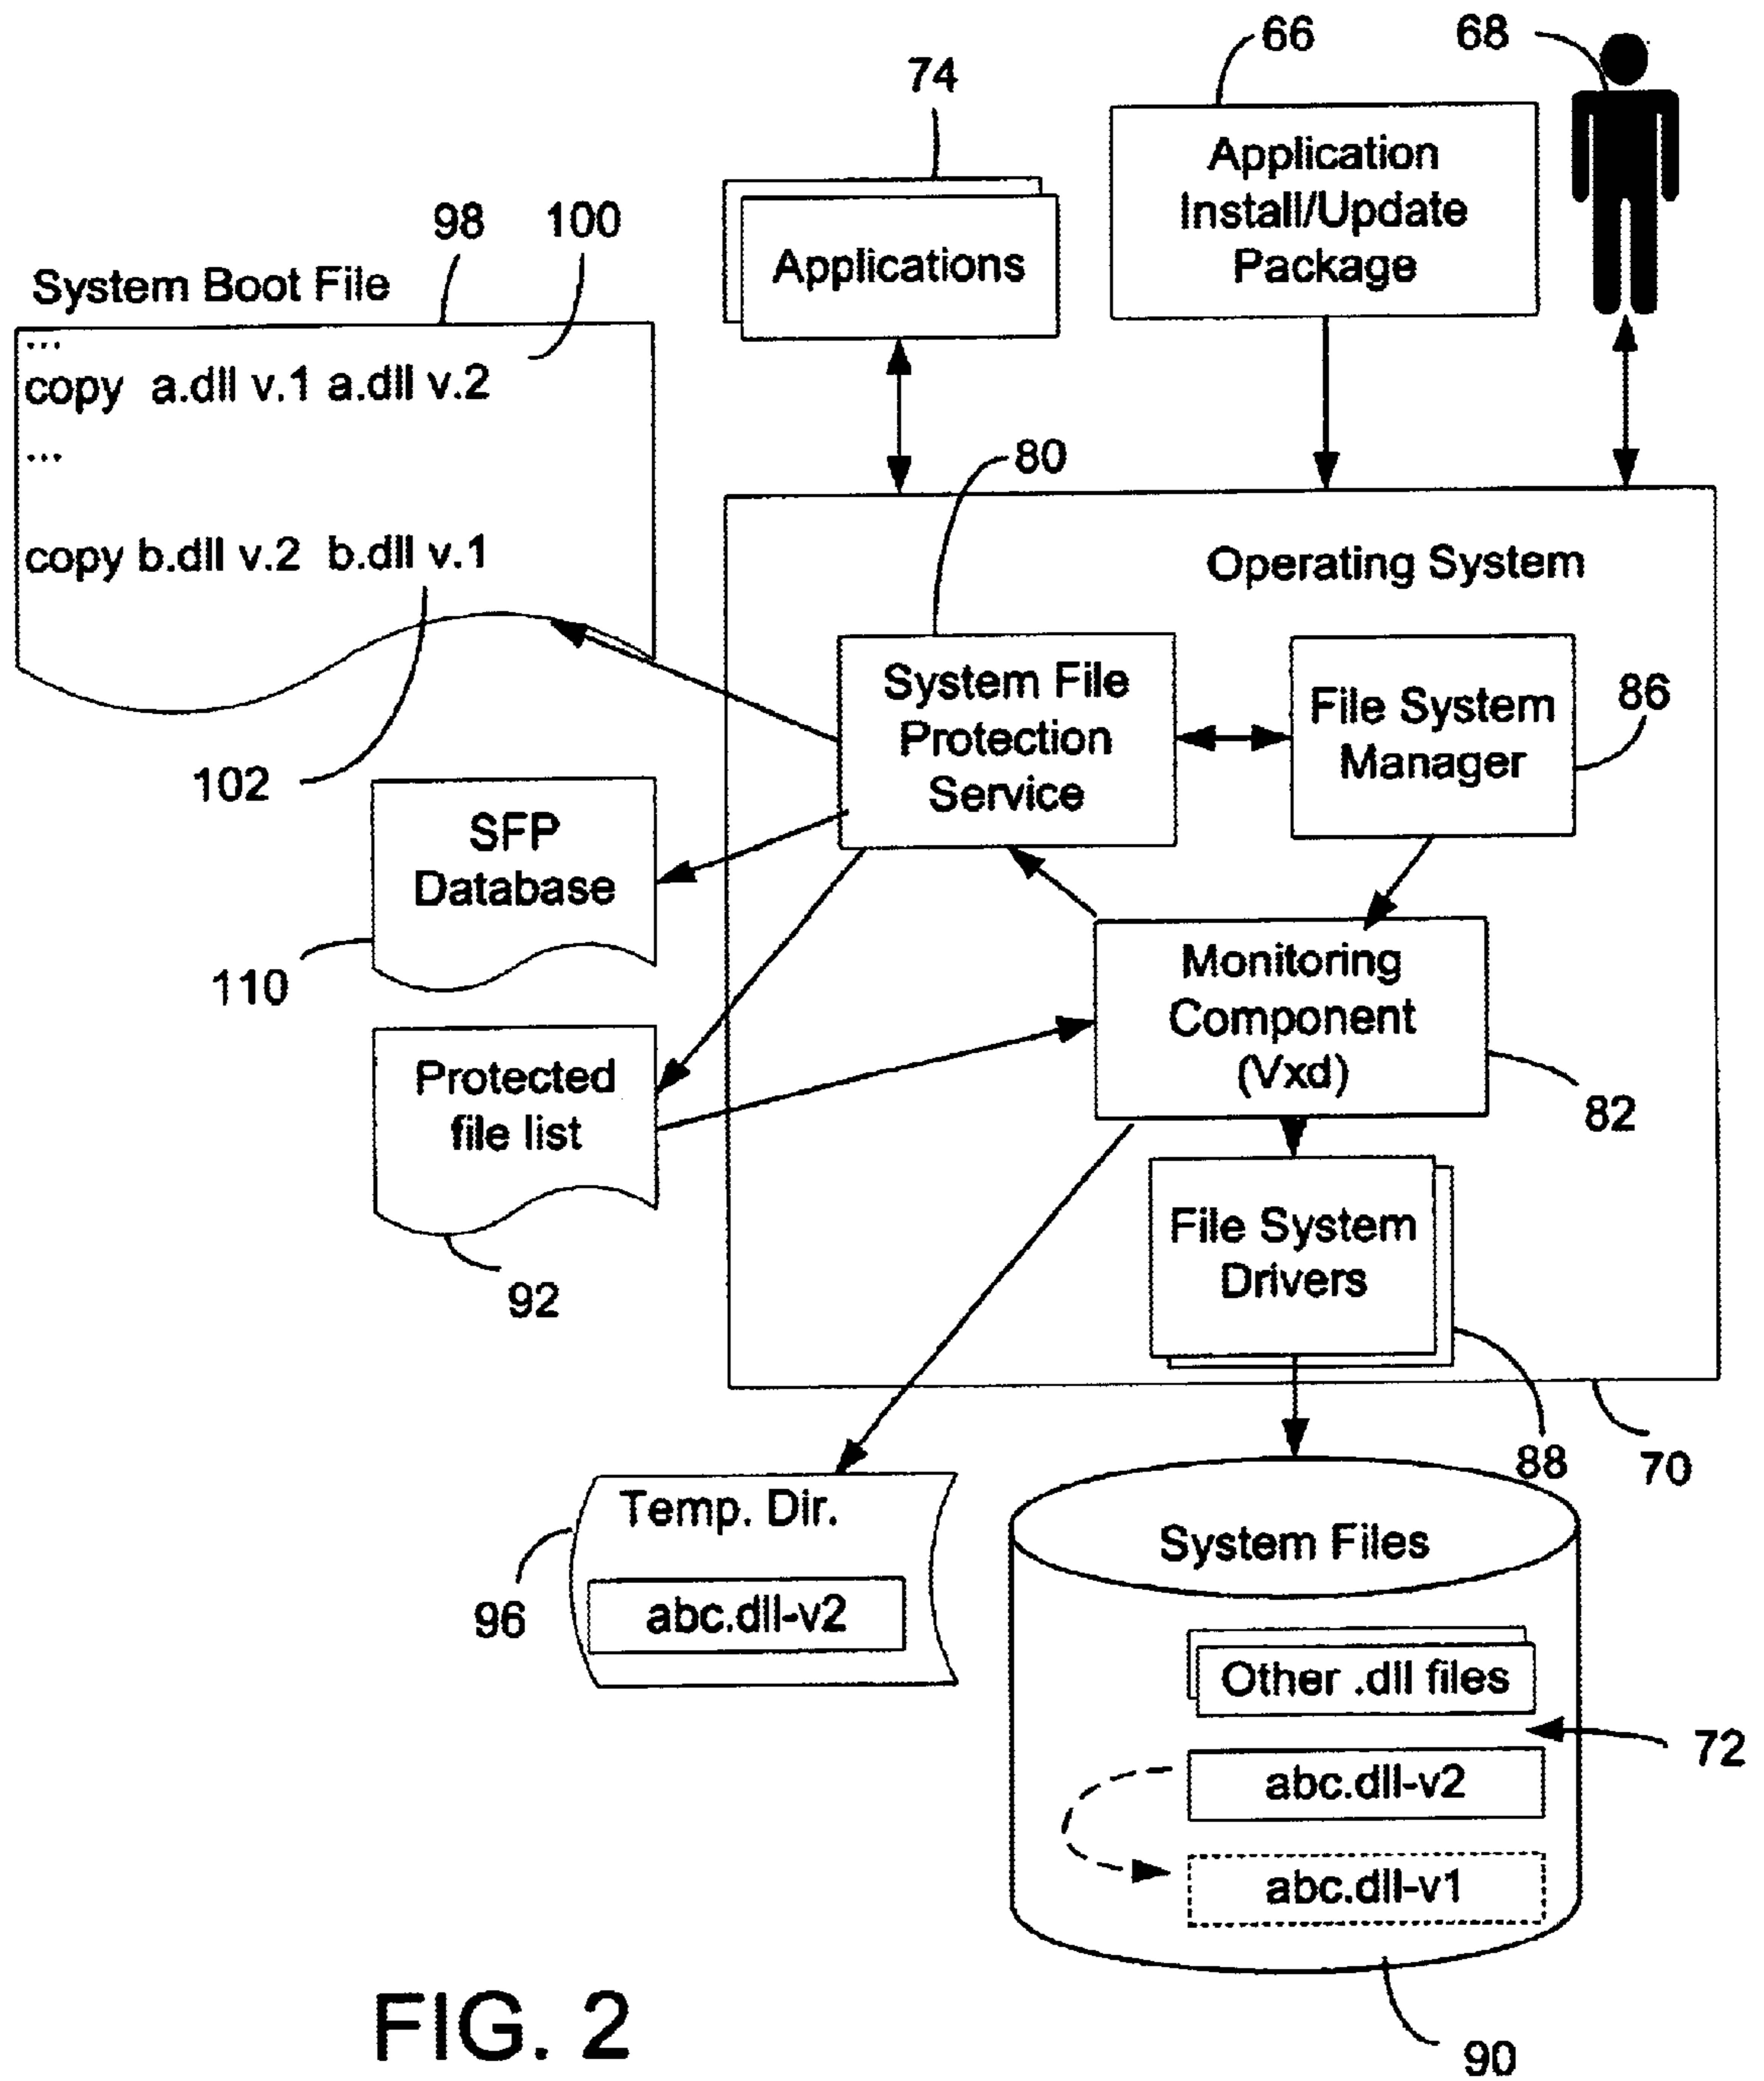 66
68
74
Application
Install/Update
Package
Applications
98
100
System Boot File
...
copy a.dll v.1 a.dll v.2
...
copy b.dll v.2 b.dll v.1
102
80
Operating System
System File
Protection
Service
File System
Manager
86
SFP
Database
110
Monitoring
Component
(Vxd)
82
Protected
file list
92
File System
Drivers
88
70
Temp. Dir.
96
abc.dll-v2
System Files
Other .dll files
72
abc.dll-v2
abc.dll-v1
90
FIG. 2